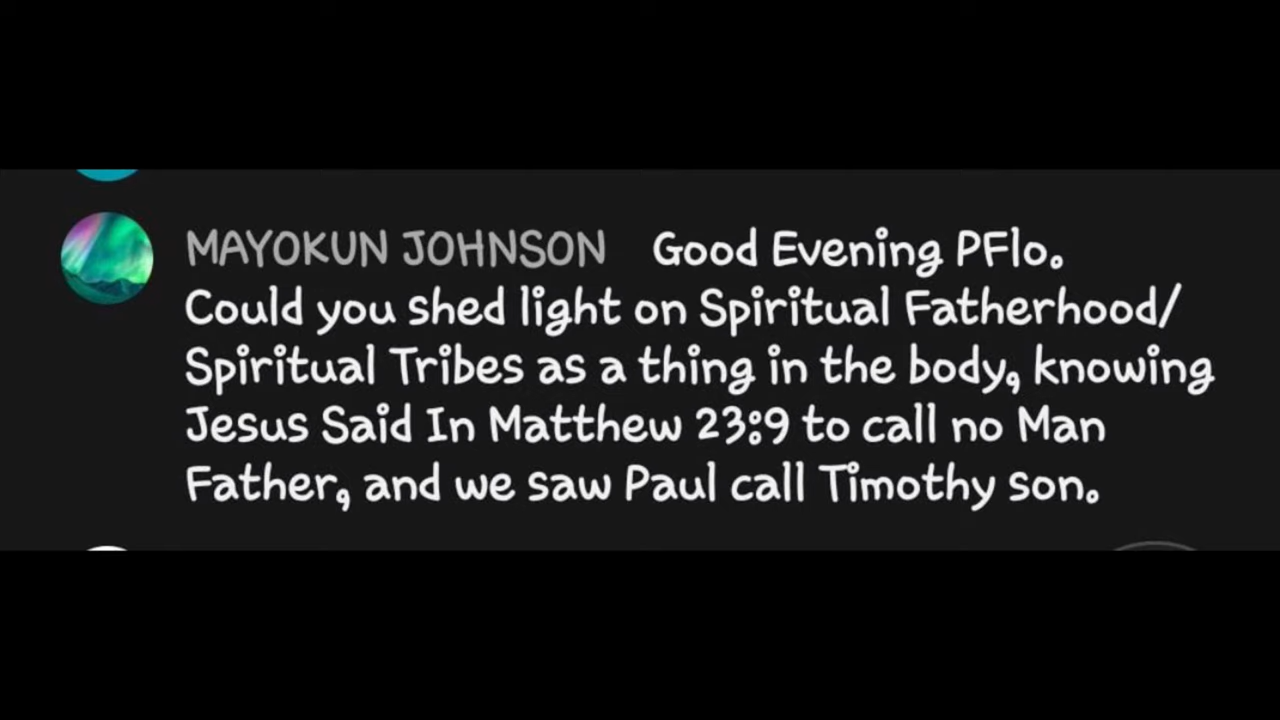 MAYOKUN JOHNSON Good Evening PFlo.
Could you shed light on Spiritual Fatherhood/
Spiritual Tribes as a thing in the body, knowing
Jesus Said In Matthew 23:9 to call no Man
Father, and we saw Paul call Timothy son.